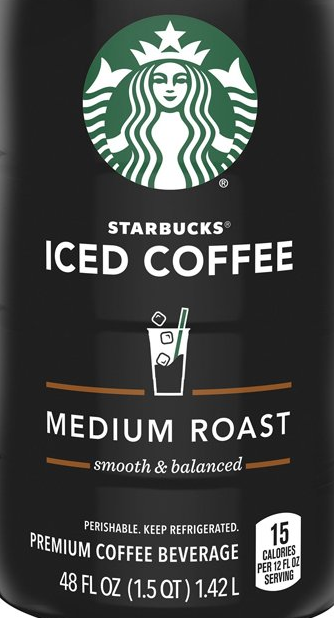 ®
STARBUCKS®
ICED COFFEE
MEDIUM ROAST
smooth & balanced
PERISHABLE. KEEP REFRIGERATED.
PREMIUM COFFEE BEVERAGE
48 FL OZ (1.5 QT) 1.42 L
15
CALORIES
PER 12 FL OZ
SERVING